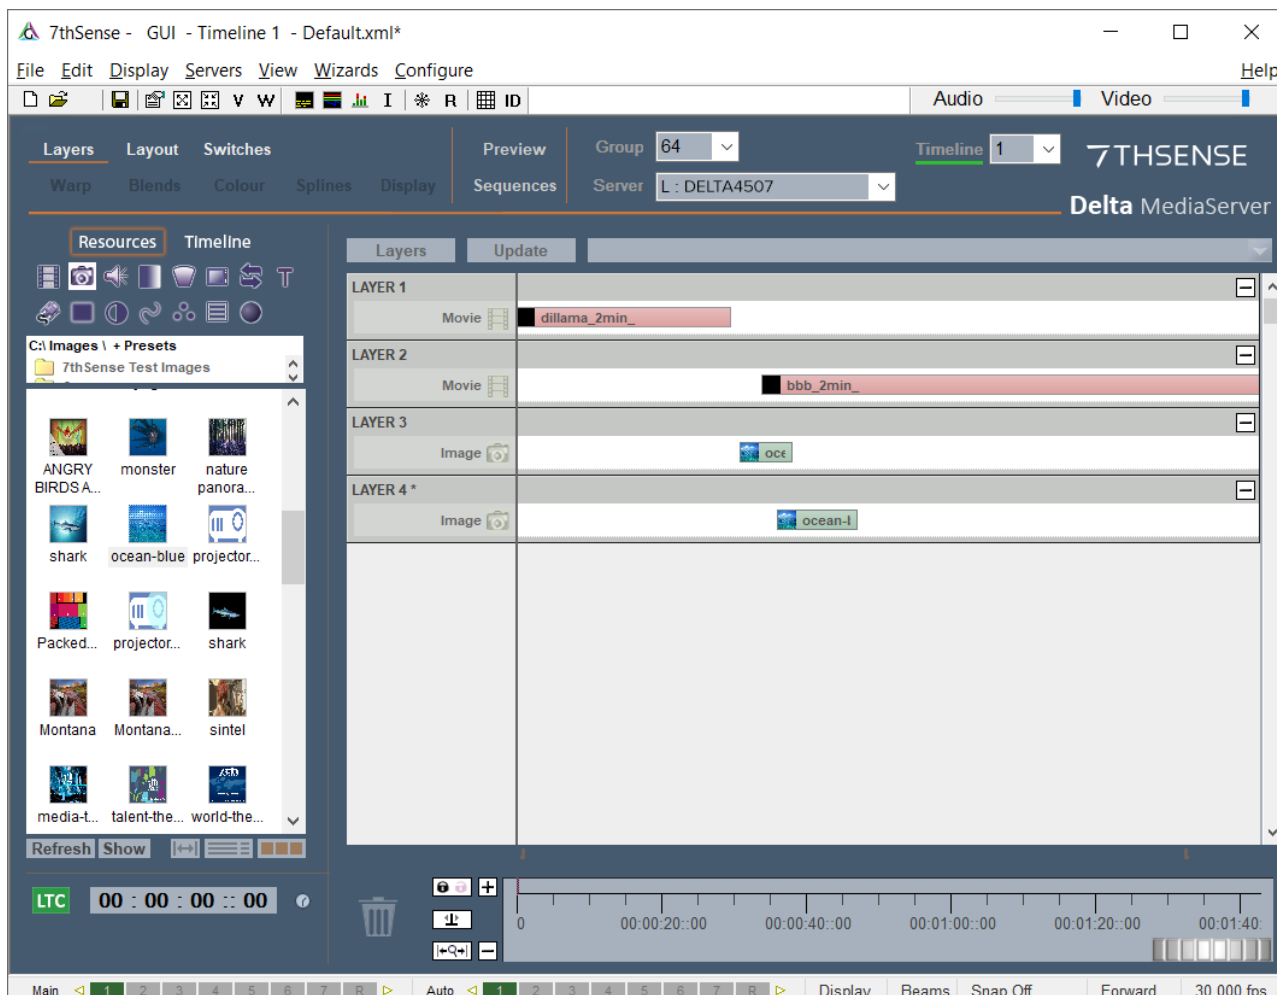 7thSense -   GUI  - Timeline 1  - Default.xml*
File Edit Display Servers View Wizards Configure Help
V W I R ID Audio Video
Layers Layout Switches Preview Group 64 Timeline 1 7THSENSE
Warp Blends Colour Splines Display Sequences Server L : DELTA4507
Delta MediaServer
Resources Timeline Layers Update
T
C:\ Images \ + Presets
7thSense Test Images
ANGRY BIRDS A... monster nature panora...
shark ocean-blue projector...
Packed... projector... shark
Montana Montana... sintel
media-t... talent-the... world-the...
Refresh Show
LAYER 1
Movie dillama_2min_
LAYER 2
Movie bbb_2min_
LAYER 3
Image oce
LAYER 4 *
Image ocean-l
LTC 00 : 00 : 00 :: 00
0 00:00:20::00 00:00:40::00 00:01:00::00 00:01:20::00 00:01:40:
Main 1 2 3 4 5 6 7 R Auto 1 2 3 4 5 6 7 R Display Beams Snap Off Forward 30.000 fps